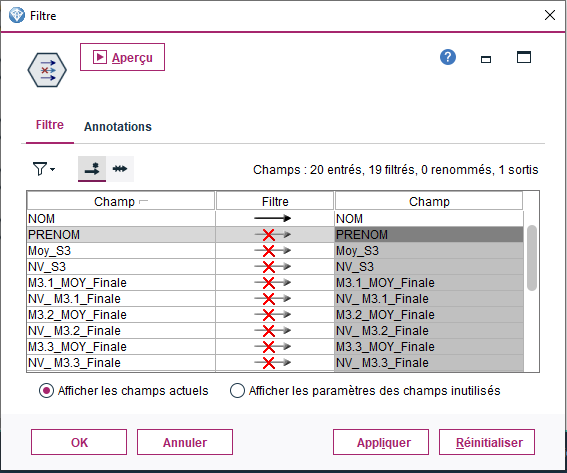 Filtre
Aperçu
?
Filtre Annotations
Champs : 20 entrés, 19 filtrés, 0 renommés, 1 sortis
Champ Filtre Champ
NOM NOM
PRENOM PRENOM
Moy_S3 Moy_S3
NV_S3 NV_S3
M3.1_MOY_Finale M3.1_MOY_Finale
NV_ M3.1_Finale NV_ M3.1_Finale
M3.2_MOY_Finale M3.2_MOY_Finale
NV_ M3.2_Finale NV_ M3.2_Finale
M3.3_MOY_Finale M3.3_MOY_Finale
NV_ M3.3_Finale NV_ M3.3_Finale
Afficher les champs actuels Afficher les paramètres des champs inutilisés
OK Annuler Appliquer Réinitialiser